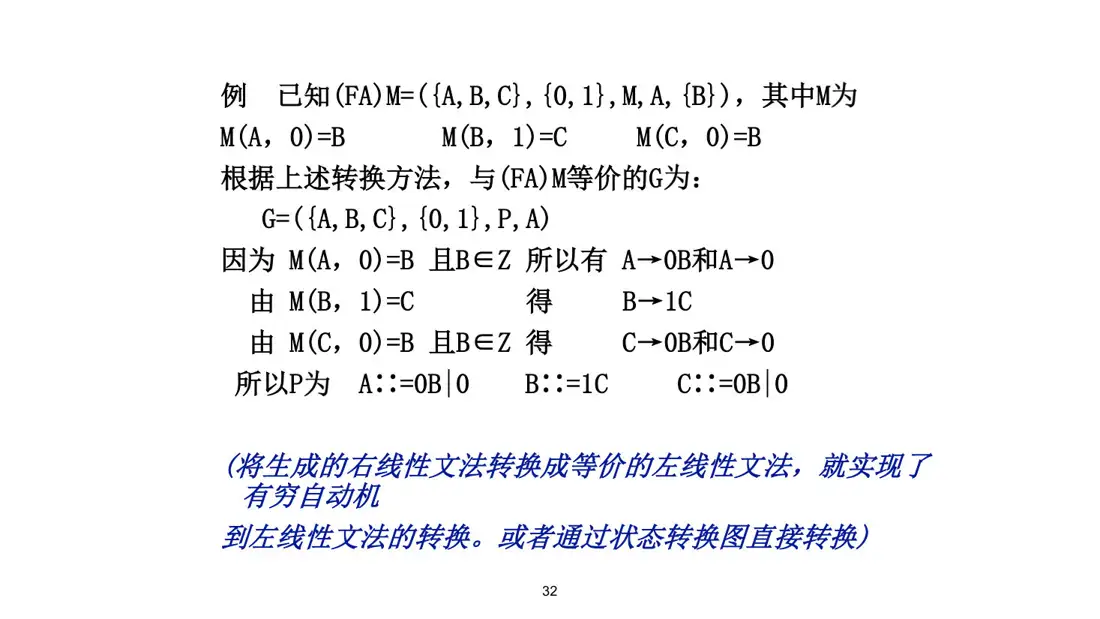 例  已知(FA)M=({A,B,C},{0,1},M,A,{B}),其中M为
M(A,0)=B  M(B,1)=C  M(C,0)=B
根据上述转换方法,与(FA)M等价的G为:
G=({A,B,C},{0,1},P,A)
因为 M(A,0)=B 且B∈Z 所以有 A→0B和A→0
由 M(B,1)=C  得  B→1C
由 M(C,0)=B 且B∈Z 得  C→0B和C→0
所以P为  A::=0B|0  B::=1C  C::=0B|0
(将生成的右线性文法转换成等价的左线性文法,就实现了
有穷自动机
到左线性文法的转换。或者通过状态转换图直接转换)
32